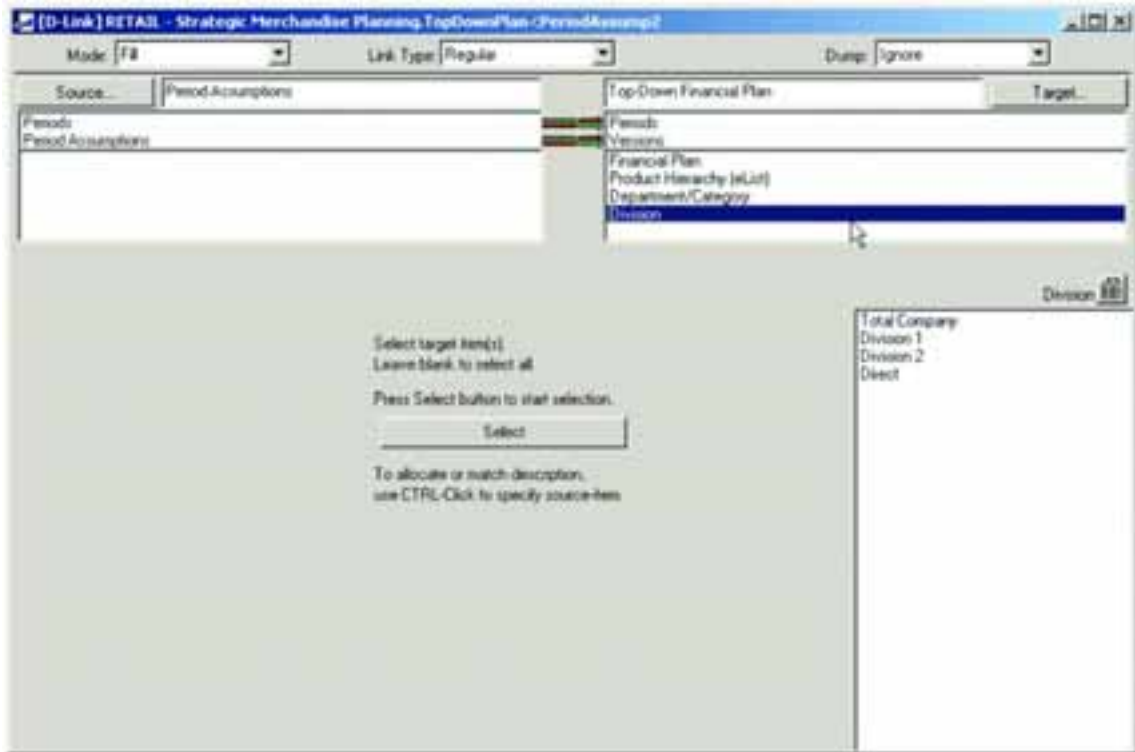 [D-Link] RETAIL - Strategic Merchandise Planning.TopDownPlan<PeriodAssump2
Mode: Fill Link Type: Regular Dump: Ignore
Source... Period Assumptions Top-Down Financial Plan Target...
Periods Periods
Period Assumptions Versions
Financial Plan
Product Hierarchy (eList)
Department/Category
Division
Division
Total Company
Division 1
Division 2
Direct
Select target item(s).
Leave blank to select all
Press Select button to start selection.
Select
To allocate or match description,
use CTRL-Click to specify source-item